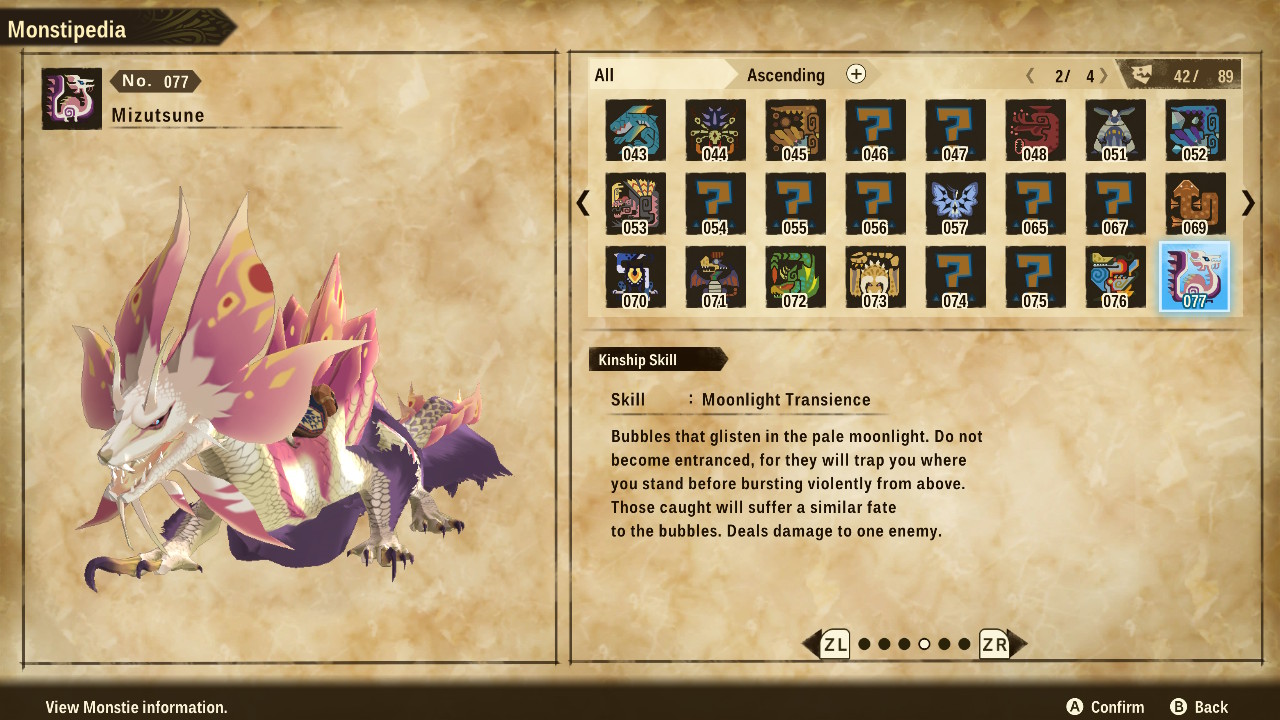 Monstipedia
No. 077
Mizutsune
All
Ascending
2/ 4
42/ 89
043 044 045 046 047 048 051 052
053 054 055 056 057 065 067 069
070 071 072 073 074 075 076 077
Kinship Skill
Skill : Moonlight Transience
Bubbles that glisten in the pale moonlight. Do not
become entranced, for they will trap you where
you stand before bursting violently from above.
Those caught will suffer a similar fate
to the bubbles. Deals damage to one enemy.
ZL ZR
View Monstie information.
A Confirm B Back